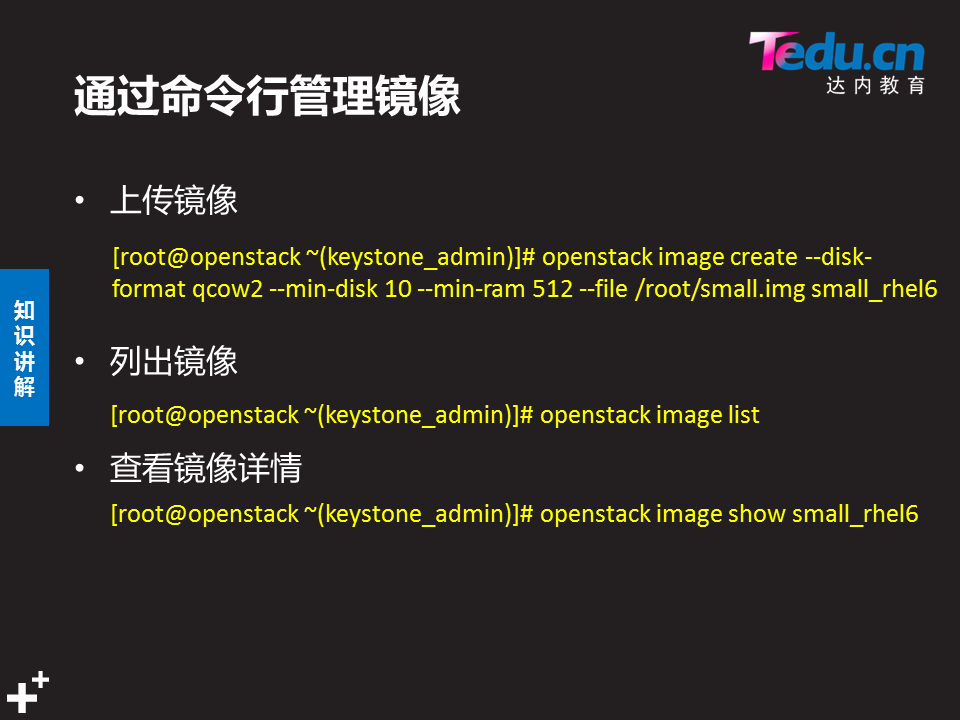 Tedu.cn
达内教育
通过命令行管理镜像
• 上传镜像
[root@openstack ~(keystone_admin)]# openstack image create --disk-
format qcow2 --min-disk 10 --min-ram 512 --file /root/small.img small_rhel6
知
识
讲
解
• 列出镜像
[root@openstack ~(keystone_admin)]# openstack image list
• 查看镜像详情
[root@openstack ~(keystone_admin)]# openstack image show small_rhel6